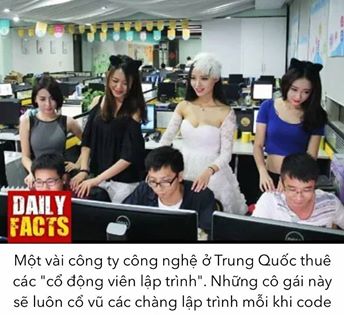 DAILY
FACTS
Một vài công ty công nghệ ở Trung Quốc thuê
các "cổ động viên lập trình". Những cô gái này
sẽ luôn cổ vũ các chàng lập trình mỗi khi code